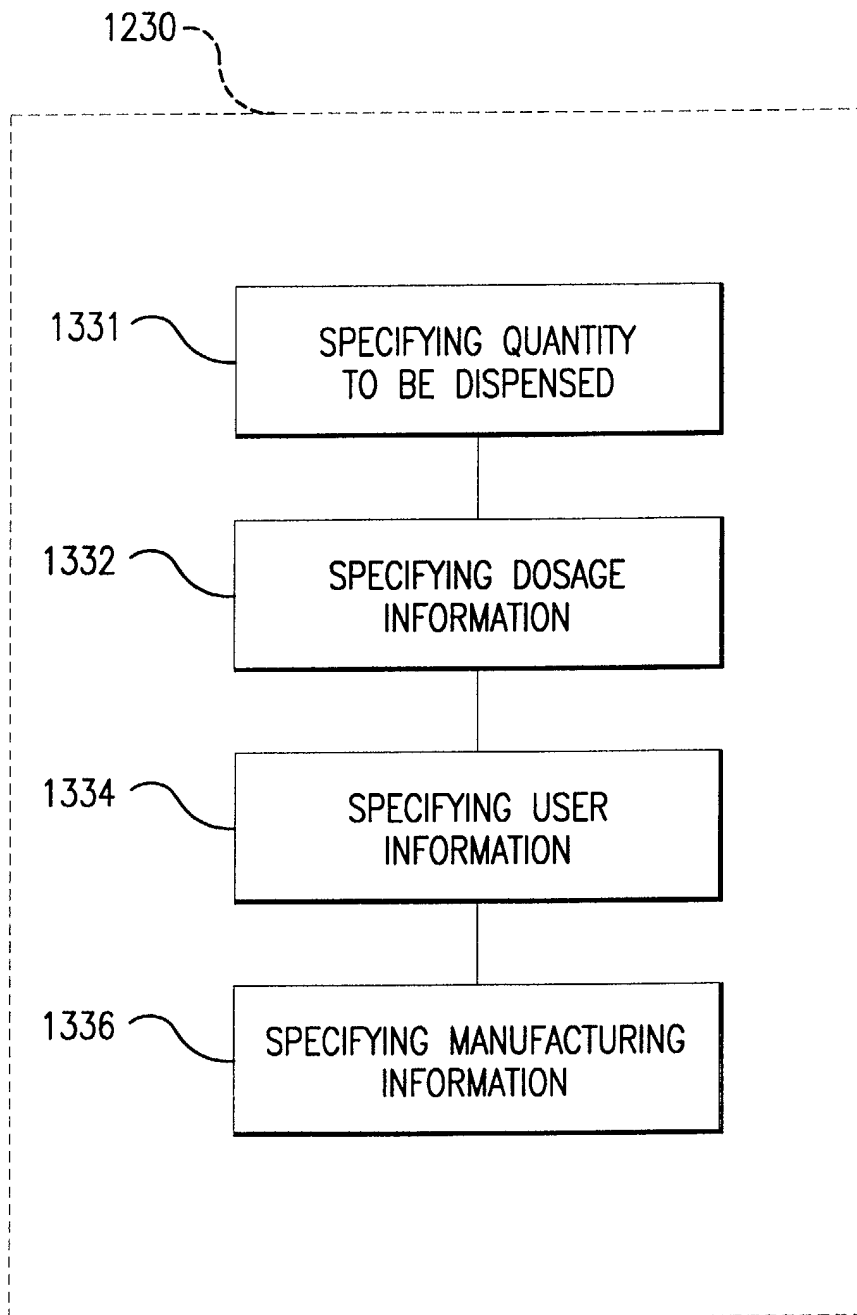 1230
1331
SPECIFYING QUANTITY
TO BE DISPENSED
1332
SPECIFYING DOSAGE
INFORMATION
1334
SPECIFYING USER
INFORMATION
1336
SPECIFYING MANUFACTURING
INFORMATION